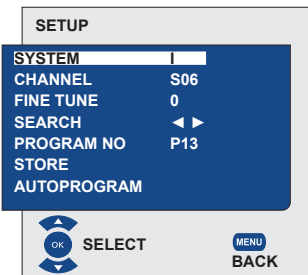 SETUP
SYSTEM I
CHANNEL S06
FINE TUNE 0
SEARCH ◄ ►
PROGRAM NO P13
STORE
AUTOPROGRAM
OK SELECT MENU
BACK